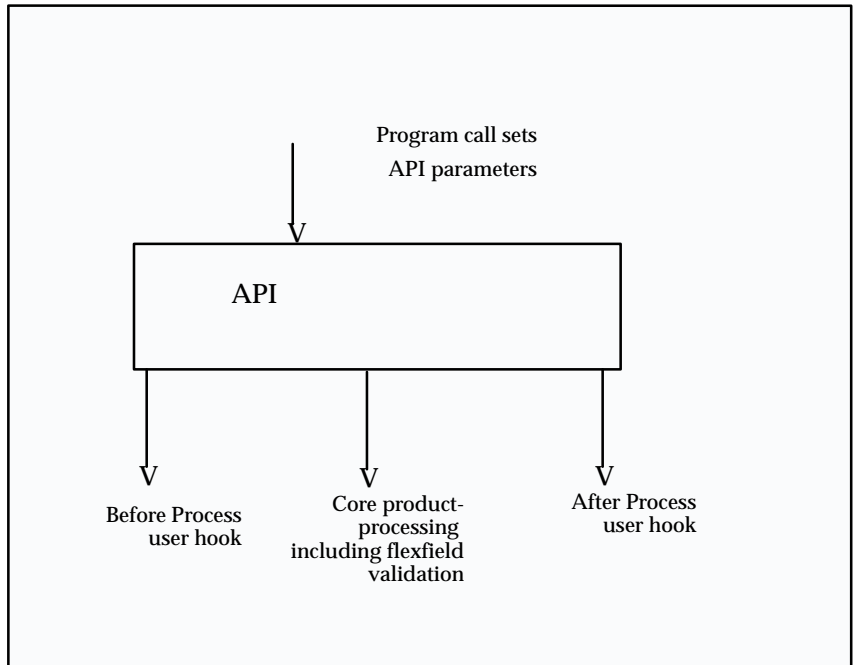 Program call sets
API parameters
V
API
V
V
V
Before Process
user hook
Core product-
processing
including flexfield
validation
After Process
user hook